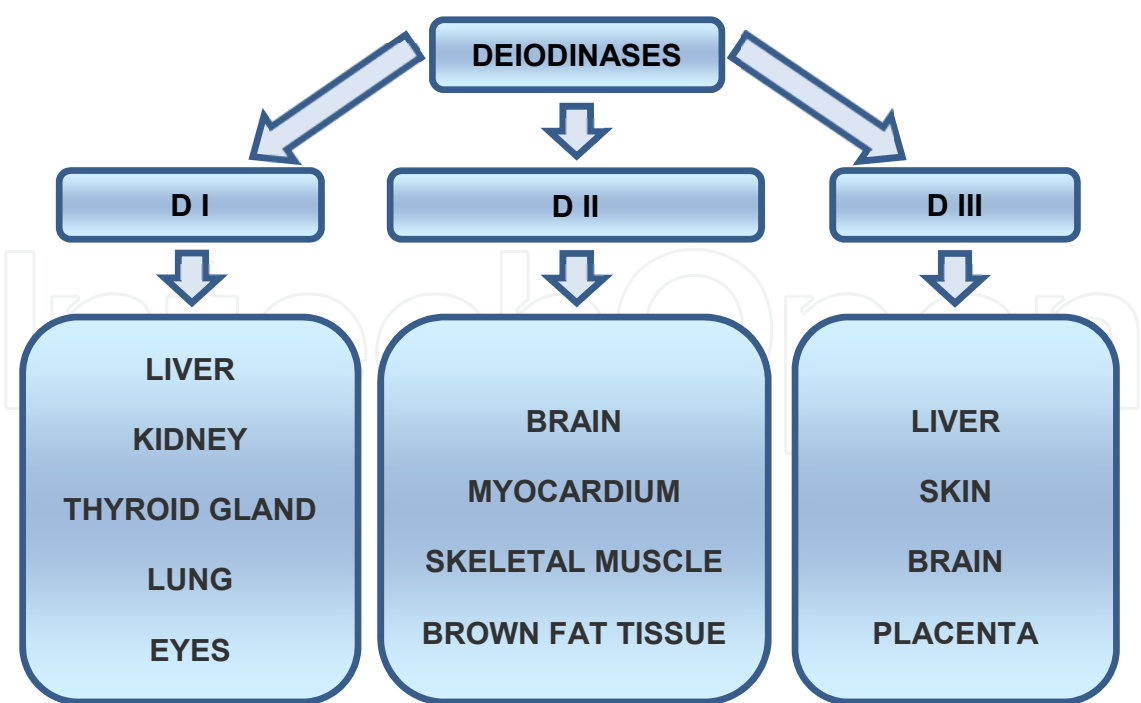 DEIODINASES
D I
D II
D III
LIVER
KIDNEY
THYROID GLAND
LUNG
EYES
BRAIN
MYOCARDIUM
SKELETAL MUSCLE
BROWN FAT TISSUE
LIVER
SKIN
BRAIN
PLACENTA
IntechOpen